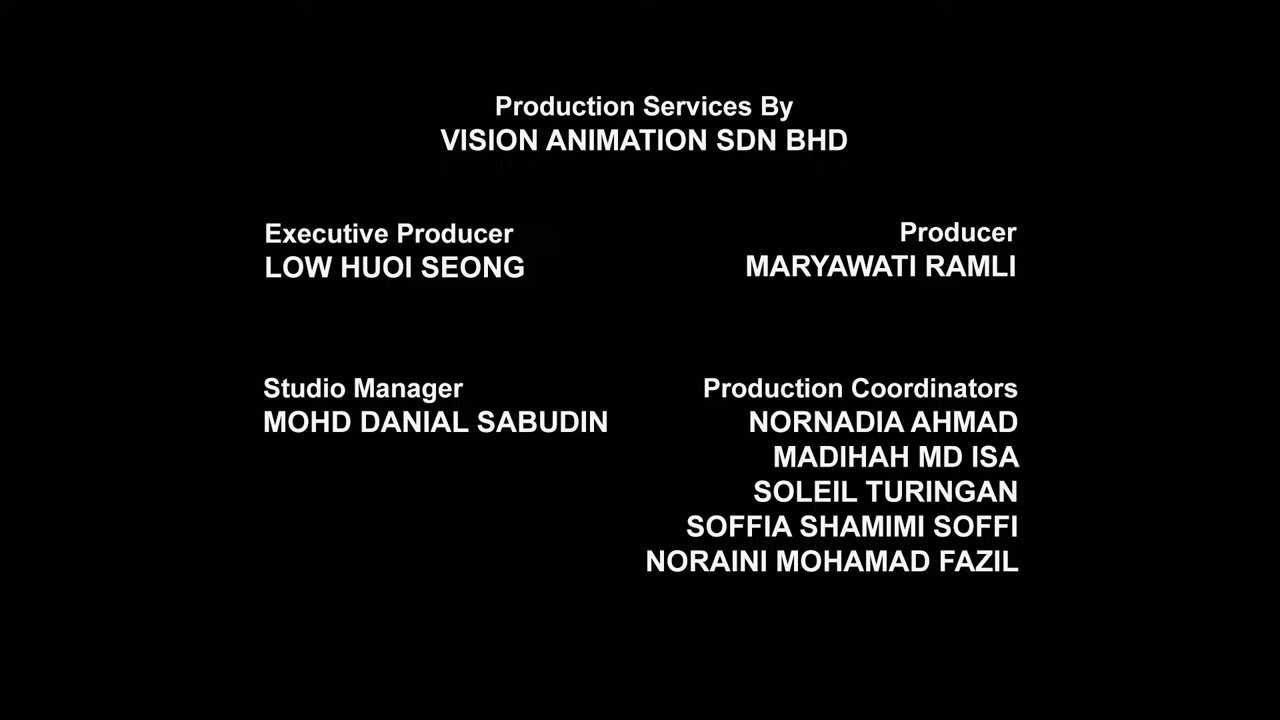 Production Services By
VISION ANIMATION SDN BHD
Executive Producer
LOW HUOI SEONG
Producer
MARYAWATI RAMLI
Studio Manager
MOHD DANIAL SABUDIN
Production Coordinators
NORNADIA AHMAD
MADIHAH MD ISA
SOLEIL TURINGAN
SOFFIA SHAMIMI SOFFI
NORAINI MOHAMAD FAZIL